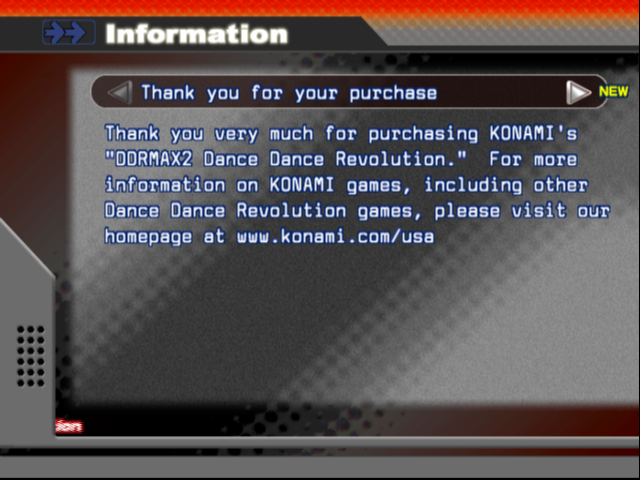 Information
Thank you for your purchase
NEW
Thank you very much for purchasing KONAMI's
"DDRMAX2 Dance Dance Revolution."  For more
information on KONAMI games, including other
Dance Dance Revolution games, please visit our
homepage at www.konami.com/usa
ion